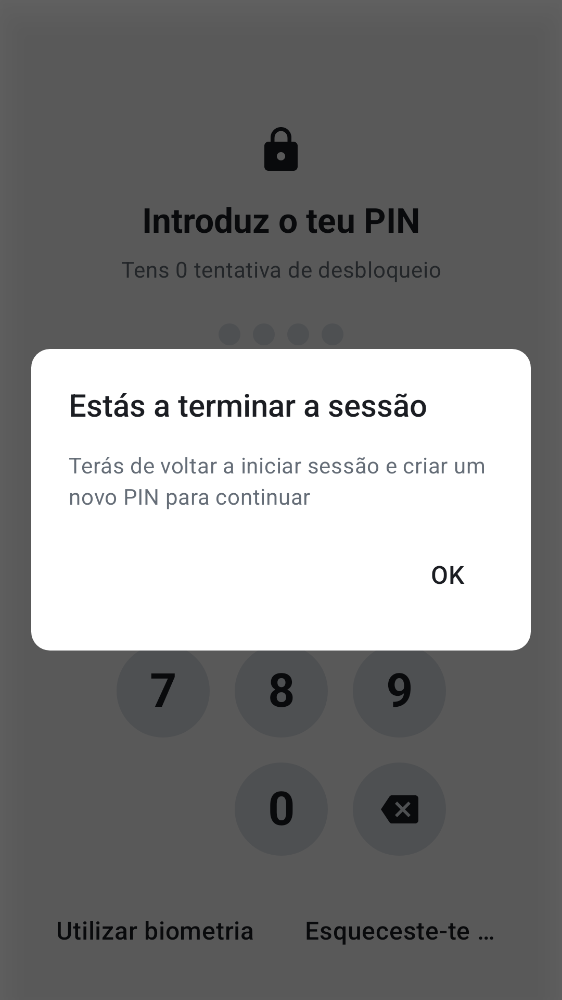 Introduz o teu PIN
Tens 0 tentativa de desbloqueio
Estás a terminar a sessão
Terás de voltar a iniciar sessão e criar um
novo PIN para continuar
OK
7 8 9
0
Utilizar biometria Esqueceste-te ...